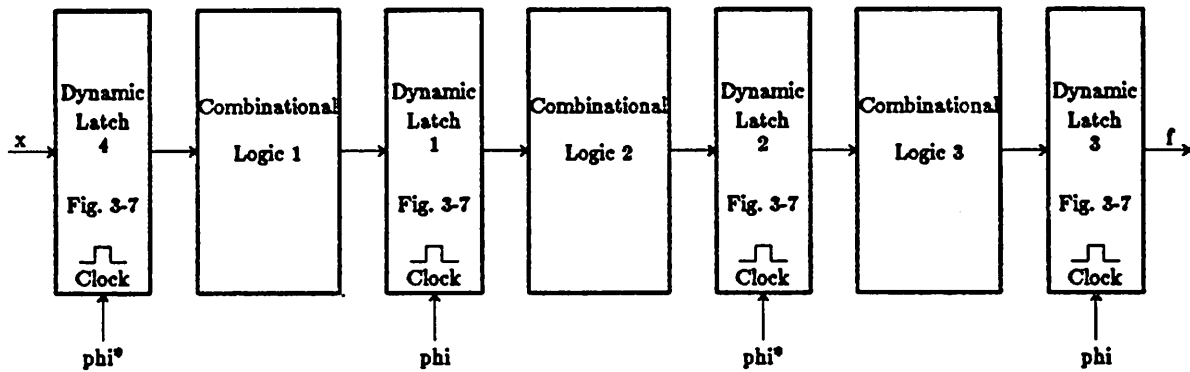 x
Dynamic
Latch
4
Fig. 3-7
Clock
phi*
Combinational
Logic 1
Dynamic
Latch
1
Fig. 3-7
Clock
phi
Combinational
Logic 2
Dynamic
Latch
2
Fig. 3-7
Clock
phi*
Combinational
Logic 3
Dynamic
Latch
3
Fig. 3-7
Clock
phi
f